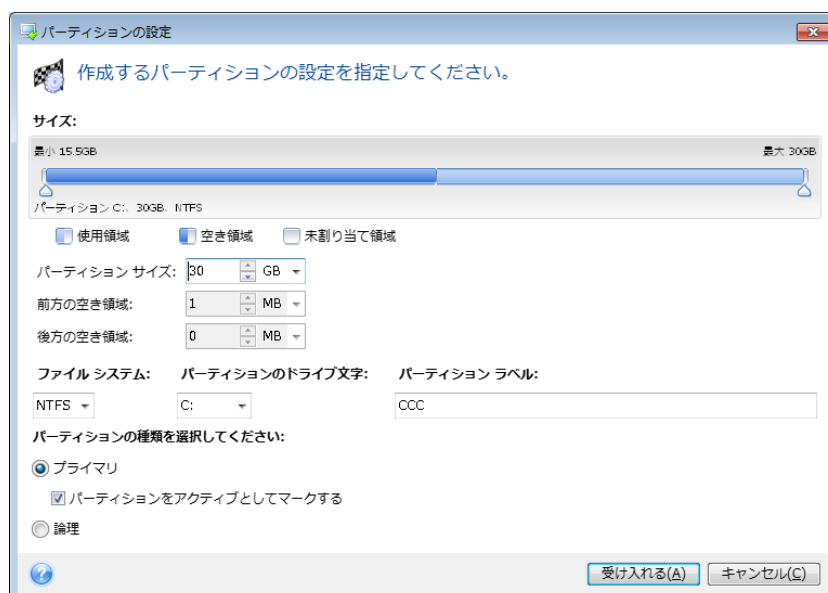 パーティションの設定
作成するパーティションの設定を指定してください。
サイズ:
最小 15.5GB 最大 30GB
パーティション C:、30GB、NTFS
使用領域 空き領域 未割り当て領域
パーティション サイズ: 30 GB
前方の空き領域: 1 MB
後方の空き領域: 0 MB
ファイル システム: パーティションのドライブ文字: パーティション ラベル:
NTFS C: CCC
パーティションの種類を選択してください:
プライマリ
パーティションをアクティブとしてマークする
論理
受け入れる(A) キャンセル(C)